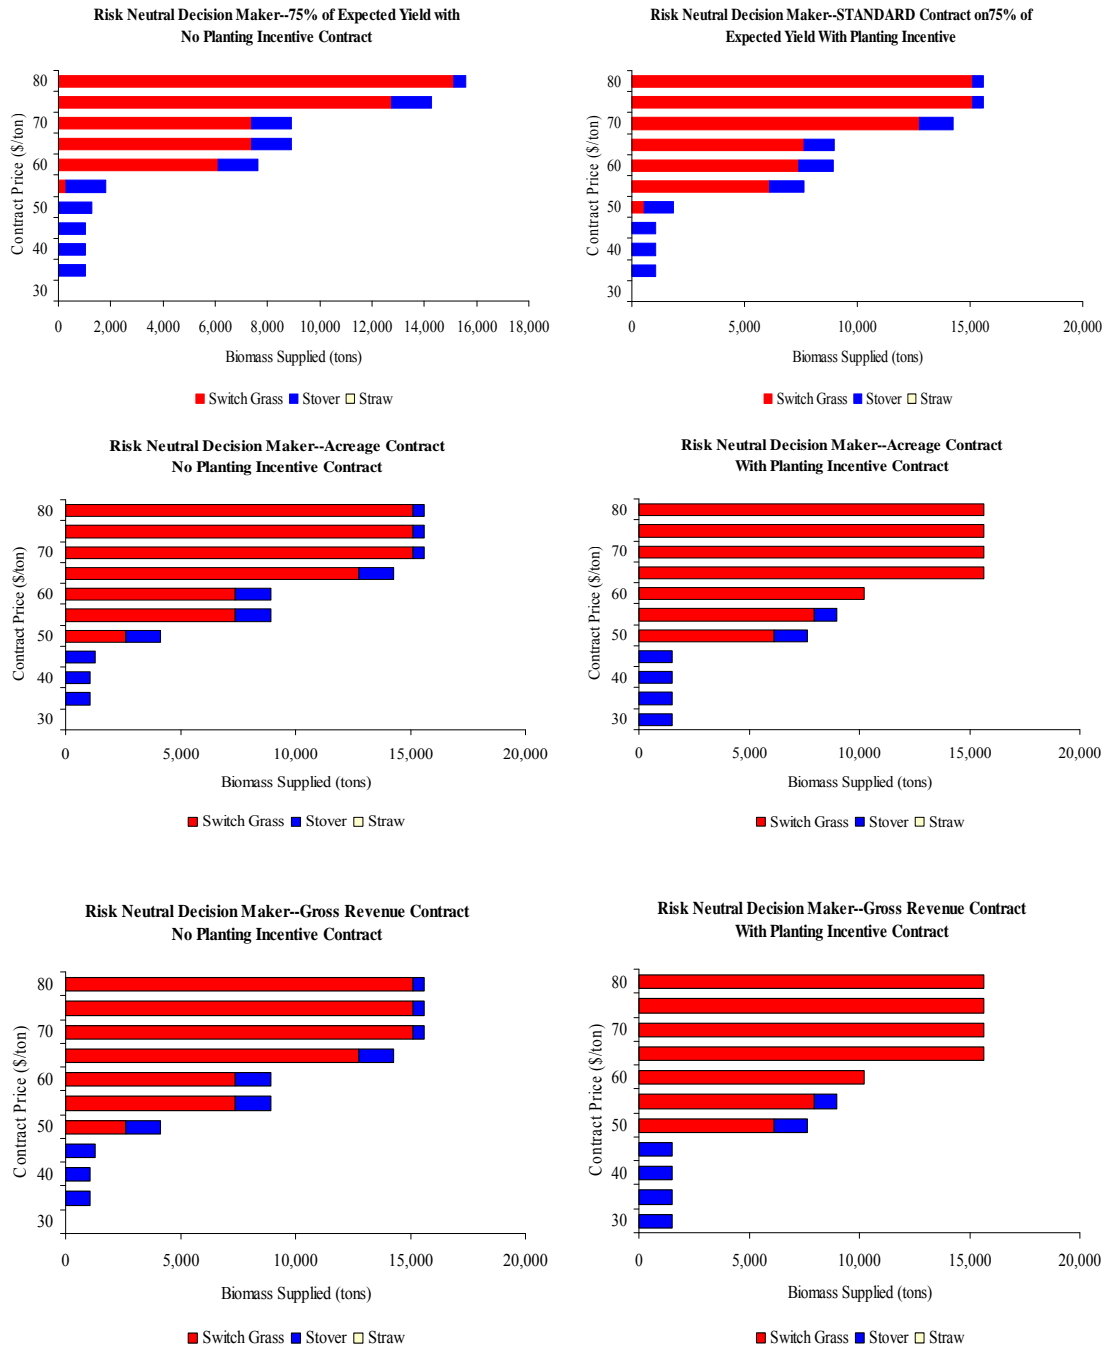 Risk Neutral Decision Maker--75% of Expected Yield with
No Planting Incentive Contract
Contract Price ($/ton)
80
70
60
50
40
30
0 2,000 4,000 6,000 8,000 10,000 12,000 14,000 16,000 18,000
Biomass Supplied (tons)
Switch Grass Stover Straw
Risk Neutral Decision Maker--STANDARD Contract on75% of
Expected Yield With Planting Incentive
Contract Price ($/ton)
80
70
60
50
40
30
0 5,000 10,000 15,000 20,000
Biomass Supplied (tons)
Switch Grass Stover Straw
Risk Neutral Decision Maker--Acreage Contract
No Planting Incentive Contract
Contract Price ($/ton)
80
70
60
50
40
30
0 5,000 10,000 15,000 20,000
Biomass Supplied (tons)
Switch Grass Stover Straw
Risk Neutral Decision Maker--Acreage Contract
With Planting Incentive Contract
Contract Price ($/ton)
80
70
60
50
40
30
0 5,000 10,000 15,000 20,000
Biomass Supplied (tons)
Switch Grass Stover Straw
Risk Neutral Decision Maker--Gross Revenue Contract
No Planting Incentive Contract
Contract Price ($/ton)
80
70
60
50
40
30
0 5,000 10,000 15,000 20,000
Biomass Supplied (tons)
Switch Grass Stover Straw
Risk Neutral Decision Maker--Gross Revenue Contract
With Planting Incentive Contract
Contract Price ($/ton)
80
70
60
50
40
30
0 5,000 10,000 15,000 20,000
Biomass Supplied (tons)
Switch Grass Stover Straw